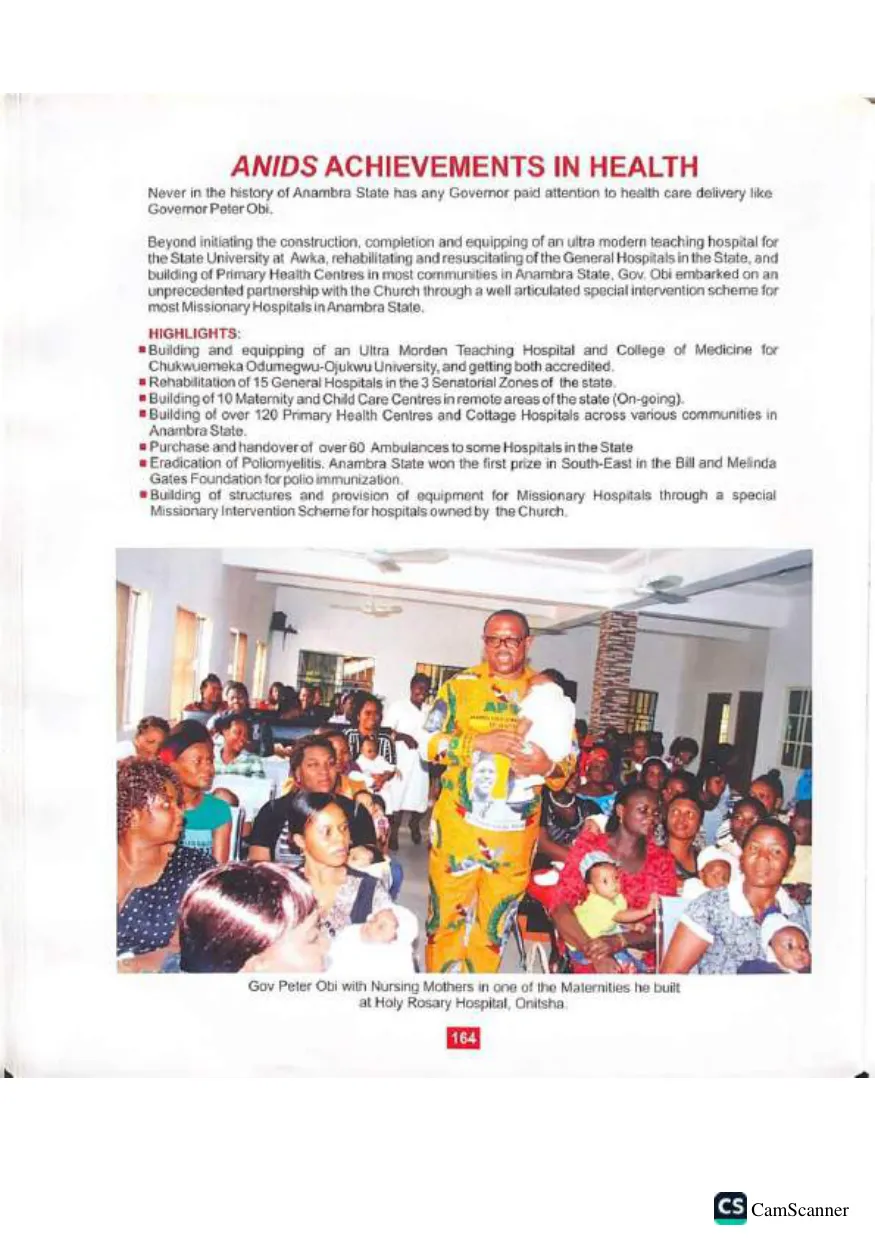 ANIDS ACHIEVEMENTS IN HEALTH
Never in the history of Anambra State has any Governor paid attention to health care delivery like
Governor Peter Obi.
Beyond initiating the construction, completion and equipping of an ultra modern teaching hospital for
the State University at Awka, rehabilitating and resuscitating of the General Hospitals in the State, and
building of Primary Health Centres in most communities in Anambra State, Gov. Obi embarked on an
unprecedented partnership with the Church through a well articulated special intervention scheme for
most Missionary Hospitals in Anambra State.
HIGHLIGHTS:
■ Building and equipping of an Ultra Morden Teaching Hospital and College of Medicine for
Chukwuemeka Odumegwu-Ojukwu University, and getting both accredited.
■ Rehabilitation of 15 General Hospitals in the 3 Senatorial Zones of the state.
■ Building of 10 Maternity and Child Care Centres in remote areas of the state (On-going).
■ Building of over 120 Primary Health Centres and Cottage Hospitals across various communities in
Anambra State.
■ Purchase and handover of over 60 Ambulances to some Hospitals in the State
■ Eradication of Poliomyelitis. Anambra State won the first prize in South-East in the Bill and Melinda
Gates Foundation for polio immunization.
■ Building of structures and provision of equipment for Missionary Hospitals through a special
Missionary Intervention Scheme for hospitals owned by the Church.
Gov Peter Obi with Nursing Mothers in one of the Maternities he built
at Holy Rosary Hospital, Onitsha.
164
CS CamScanner